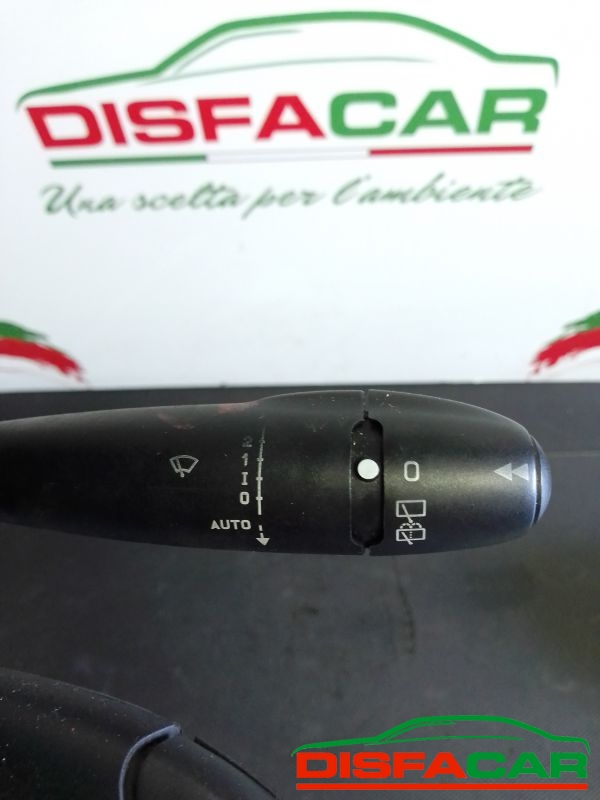 DISFACAR
Una scelta per l'ambiente
2
1
I
0
AUTO
0
DISFACAR